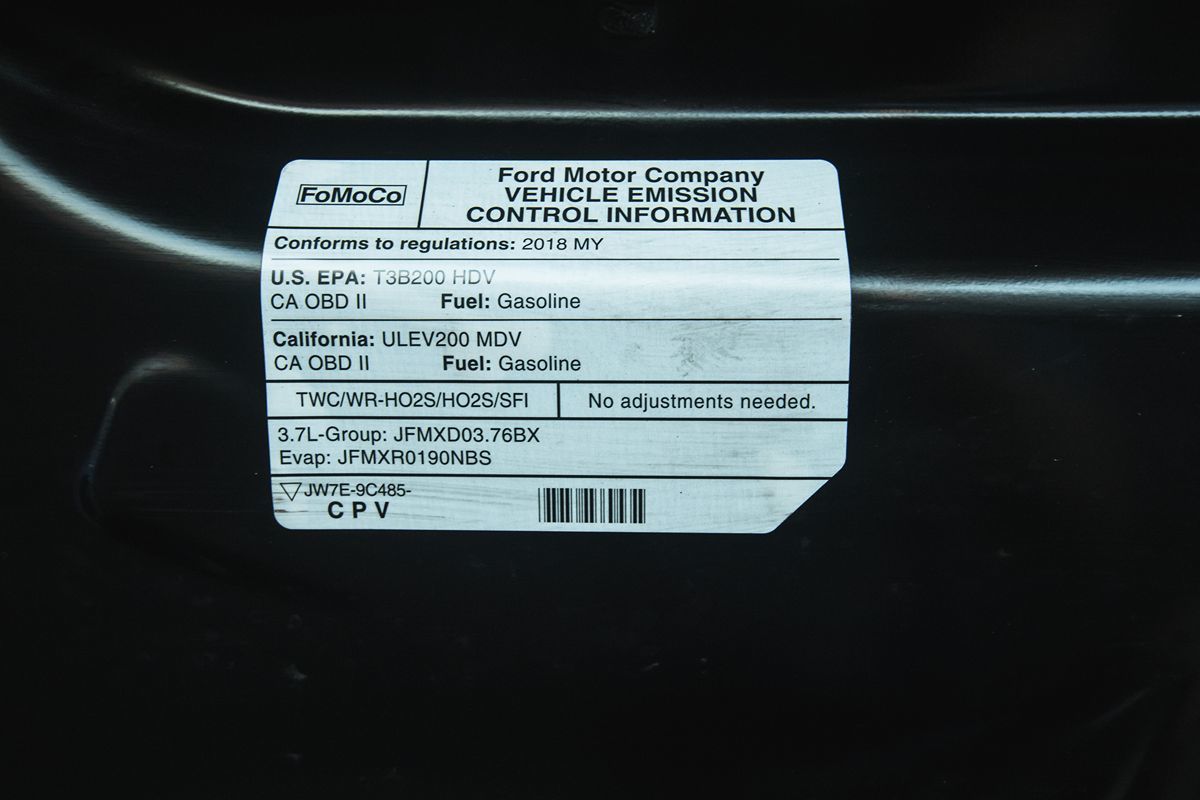 FoMoCo
Ford Motor Company
VEHICLE EMISSION
CONTROL INFORMATION
Conforms to regulations: 2018 MY
U.S. EPA: T3B200 HDV
CA OBD II Fuel: Gasoline
California: ULEV200 MDV
CA OBD II Fuel: Gasoline
TWC/WR-HO2S/HO2S/SFI No adjustments needed.
3.7L-Group: JFMXD03.76BX
Evap: JFMXR0190NBS
JW7E-9C485-
CPV